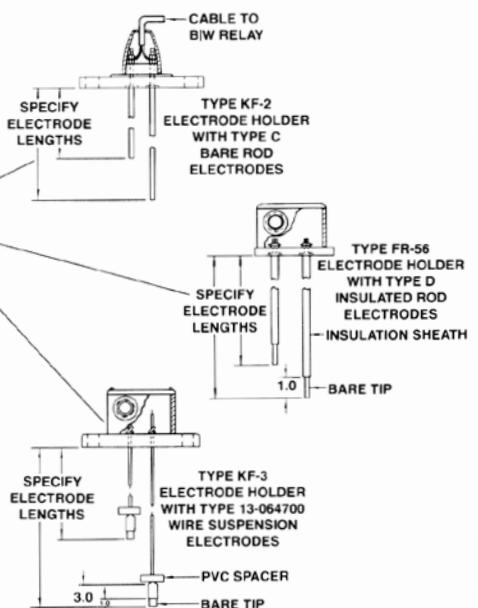 CABLE TO
B|W RELAY
SPECIFY
ELECTRODE
LENGTHS
TYPE KF-2
ELECTRODE HOLDER
WITH TYPE C
BARE ROD
ELECTRODES
TYPE FR-56
ELECTRODE HOLDER
WITH TYPE D
INSULATED ROD
ELECTRODES
SPECIFY
ELECTRODE
LENGTHS
INSULATION SHEATH
1.0
BARE TIP
TYPE KF-3
ELECTRODE HOLDER
WITH TYPE 13-064700
WIRE SUSPENSION
ELECTRODES
SPECIFY
ELECTRODE
LENGTHS
PVC SPACER
3.0
1.0
BARE TIP